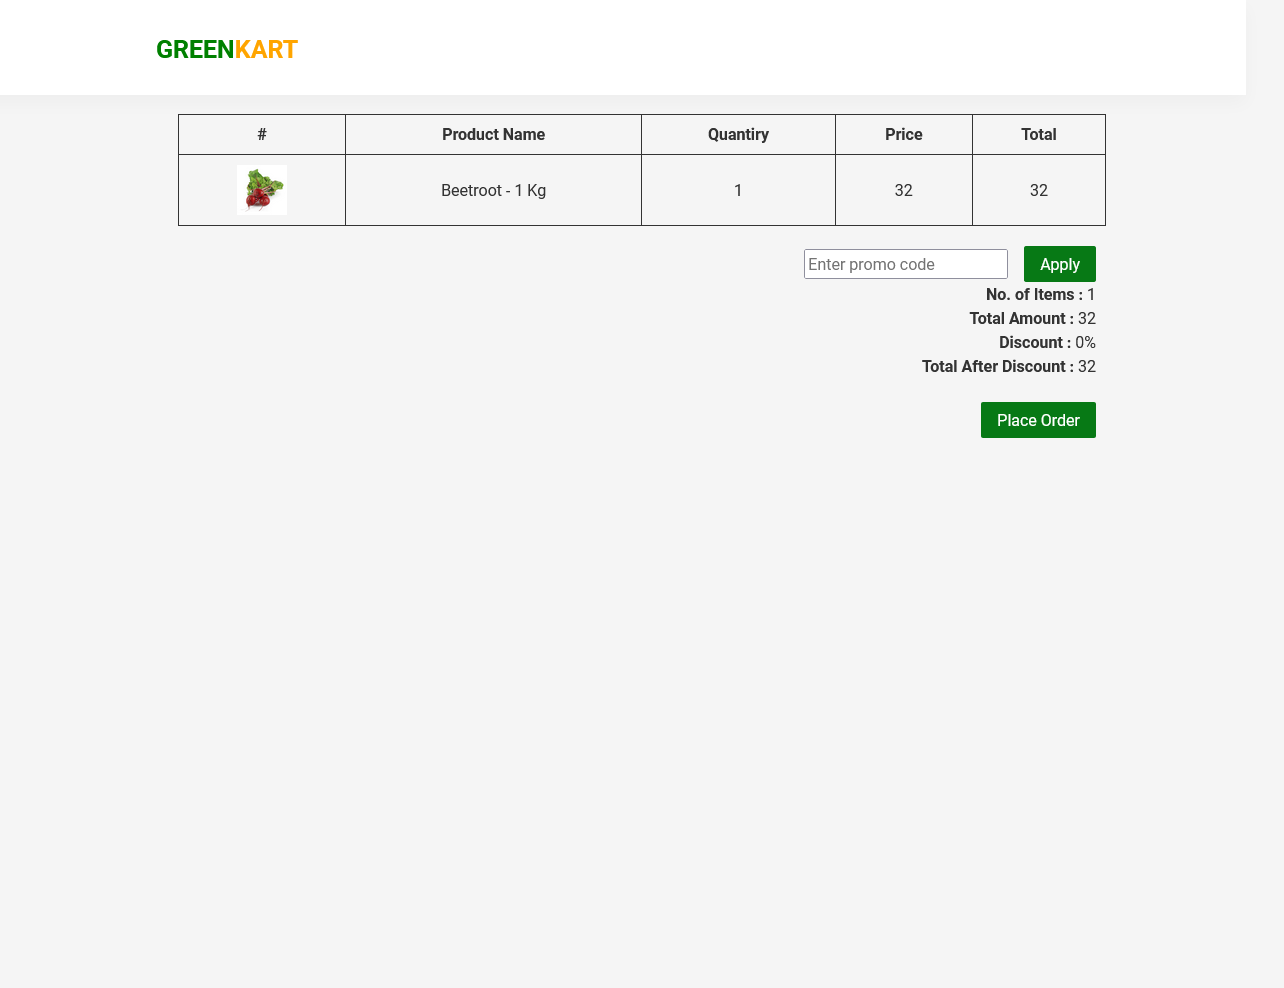 GREENKART
# Product Name Quantiry Price Total
Beetroot - 1 Kg 1 32 32
Enter promo code Apply
No. of Items : 1
Total Amount : 32
Discount : 0%
Total After Discount : 32
Place Order